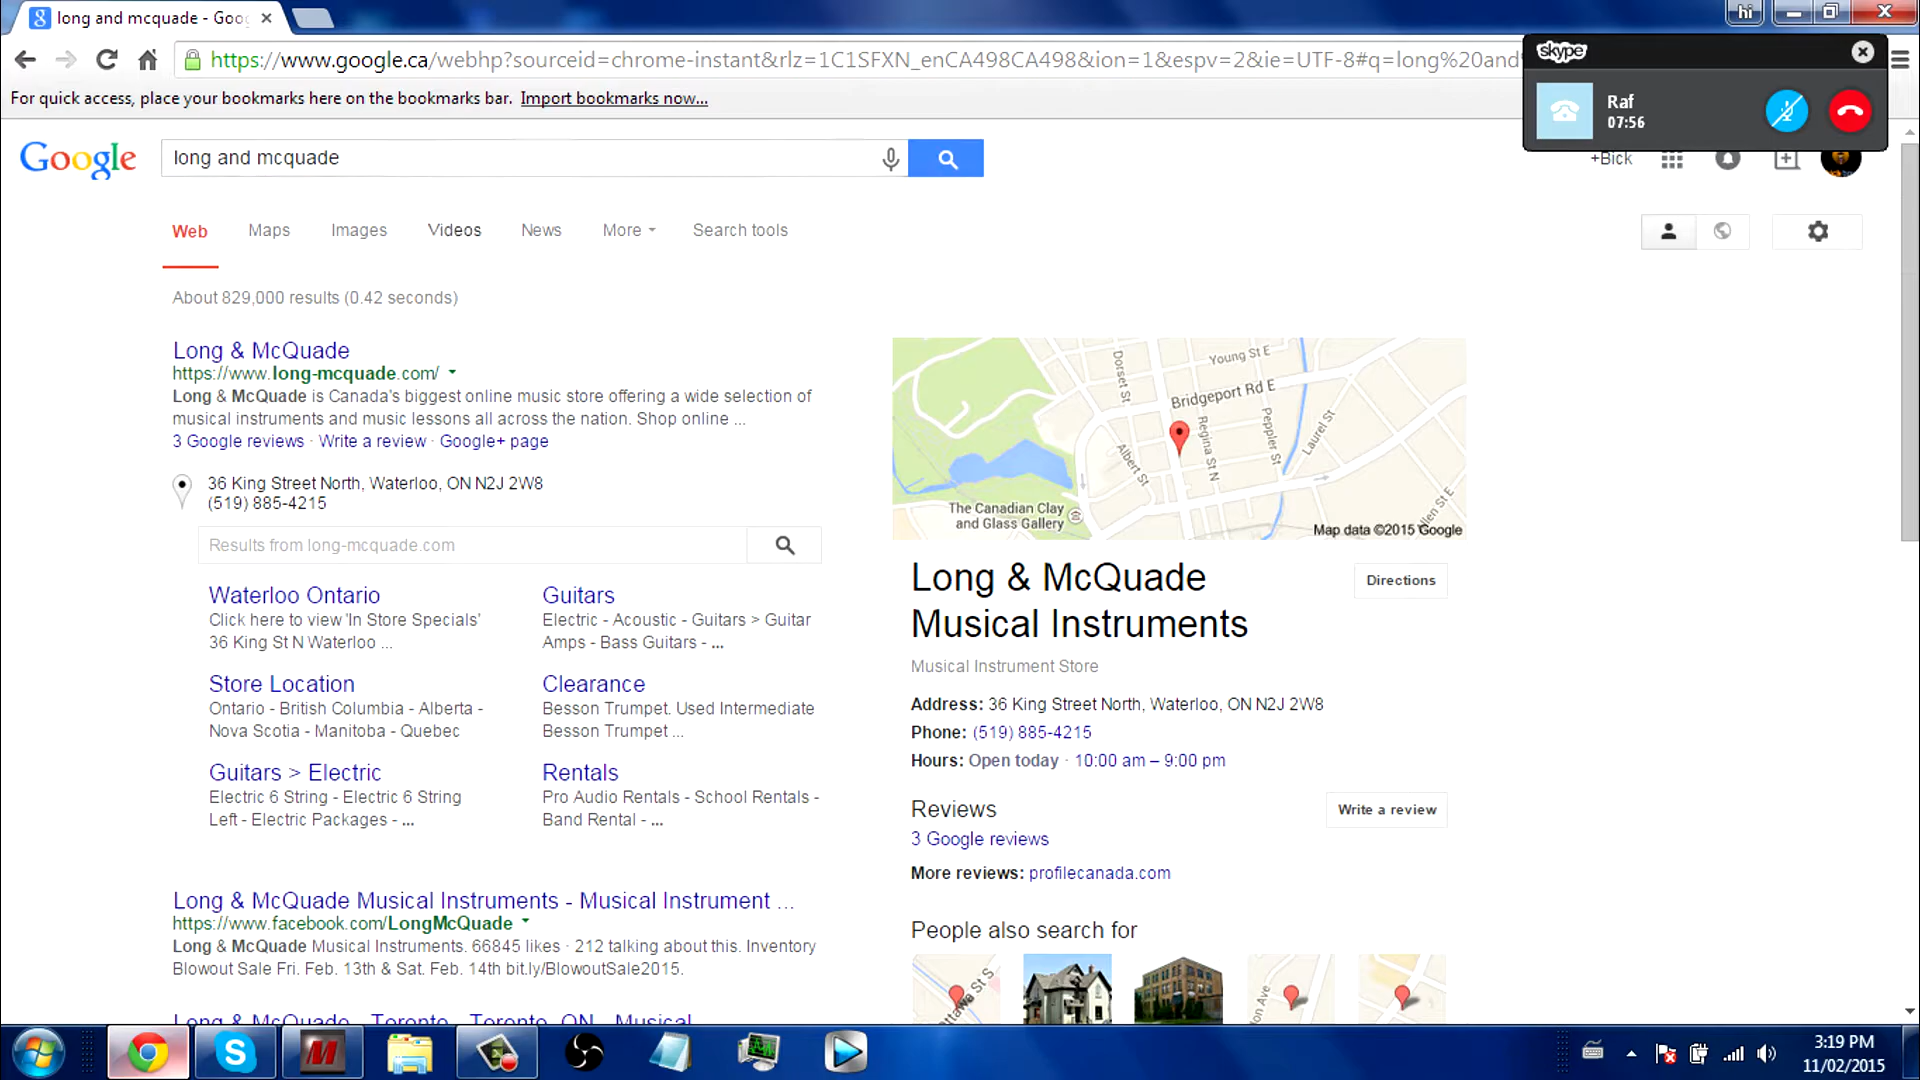 long and mcquade - Goo
hi
https://www.google.ca/webhp?sourceid=chrome-instant&rlz=1C1SFXN_enCA498CA498&ion=1&espv=2&ie=UTF-8#q=long%20and
For quick access, place your bookmarks here on the bookmarks bar. Import bookmarks now...
skype
Raf
07:56
Google
long and mcquade
+Bick
Web
Maps
Images
Videos
News
More
Search tools
About 829,000 results (0.42 seconds)
Long & McQuade
https://www.long-mcquade.com/
Long & McQuade is Canada's biggest online music store offering a wide selection of
musical instruments and music lessons all across the nation. Shop online ...
3 Google reviews · Write a review · Google+ page
36 King Street North, Waterloo, ON N2J 2W8
(519) 885-4215
Results from long-mcquade.com
Waterloo Ontario
Click here to view 'In Store Specials'
36 King St N Waterloo ...
Guitars
Electric - Acoustic - Guitars > Guitar
Amps - Bass Guitars - ...
Store Location
Ontario - British Columbia - Alberta -
Nova Scotia - Manitoba - Quebec
Clearance
Besson Trumpet. Used Intermediate
Besson Trumpet ...
Guitars > Electric
Electric 6 String - Electric 6 String
Left - Electric Packages - ...
Rentals
Pro Audio Rentals - School Rentals -
Band Rental - ...
Long & McQuade Musical Instruments - Musical Instrument ...
https://www.facebook.com/LongMcQuade
Long & McQuade Musical Instruments. 66845 likes · 212 talking about this. Inventory
Blowout Sale Fri. Feb. 13th & Sat. Feb. 14th bit.ly/BlowoutSale2015.
Long & McQuade - Toronto - Toronto, ON - Musical
Dorset St
Young St E
Bridgeport Rd E
Regina St N
Peppler St
Laurel St
Albert St
Allen St E
The Canadian Clay
and Glass Gallery
Map data ©2015 Google
Long & McQuade
Musical Instruments
Directions
Musical Instrument Store
Address: 36 King Street North, Waterloo, ON N2J 2W8
Phone: (519) 885-4215
Hours: Open today · 10:00 am – 9:00 pm
Reviews
Write a review
3 Google reviews
More reviews: profilecanada.com
People also search for
ttawa St S
on Ave
3:19 PM
11/02/2015